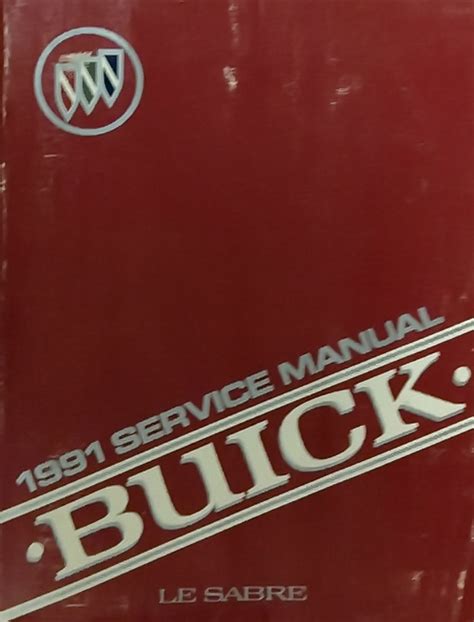 1991 SERVICE MANUAL
·BUICK·
LE SABRE